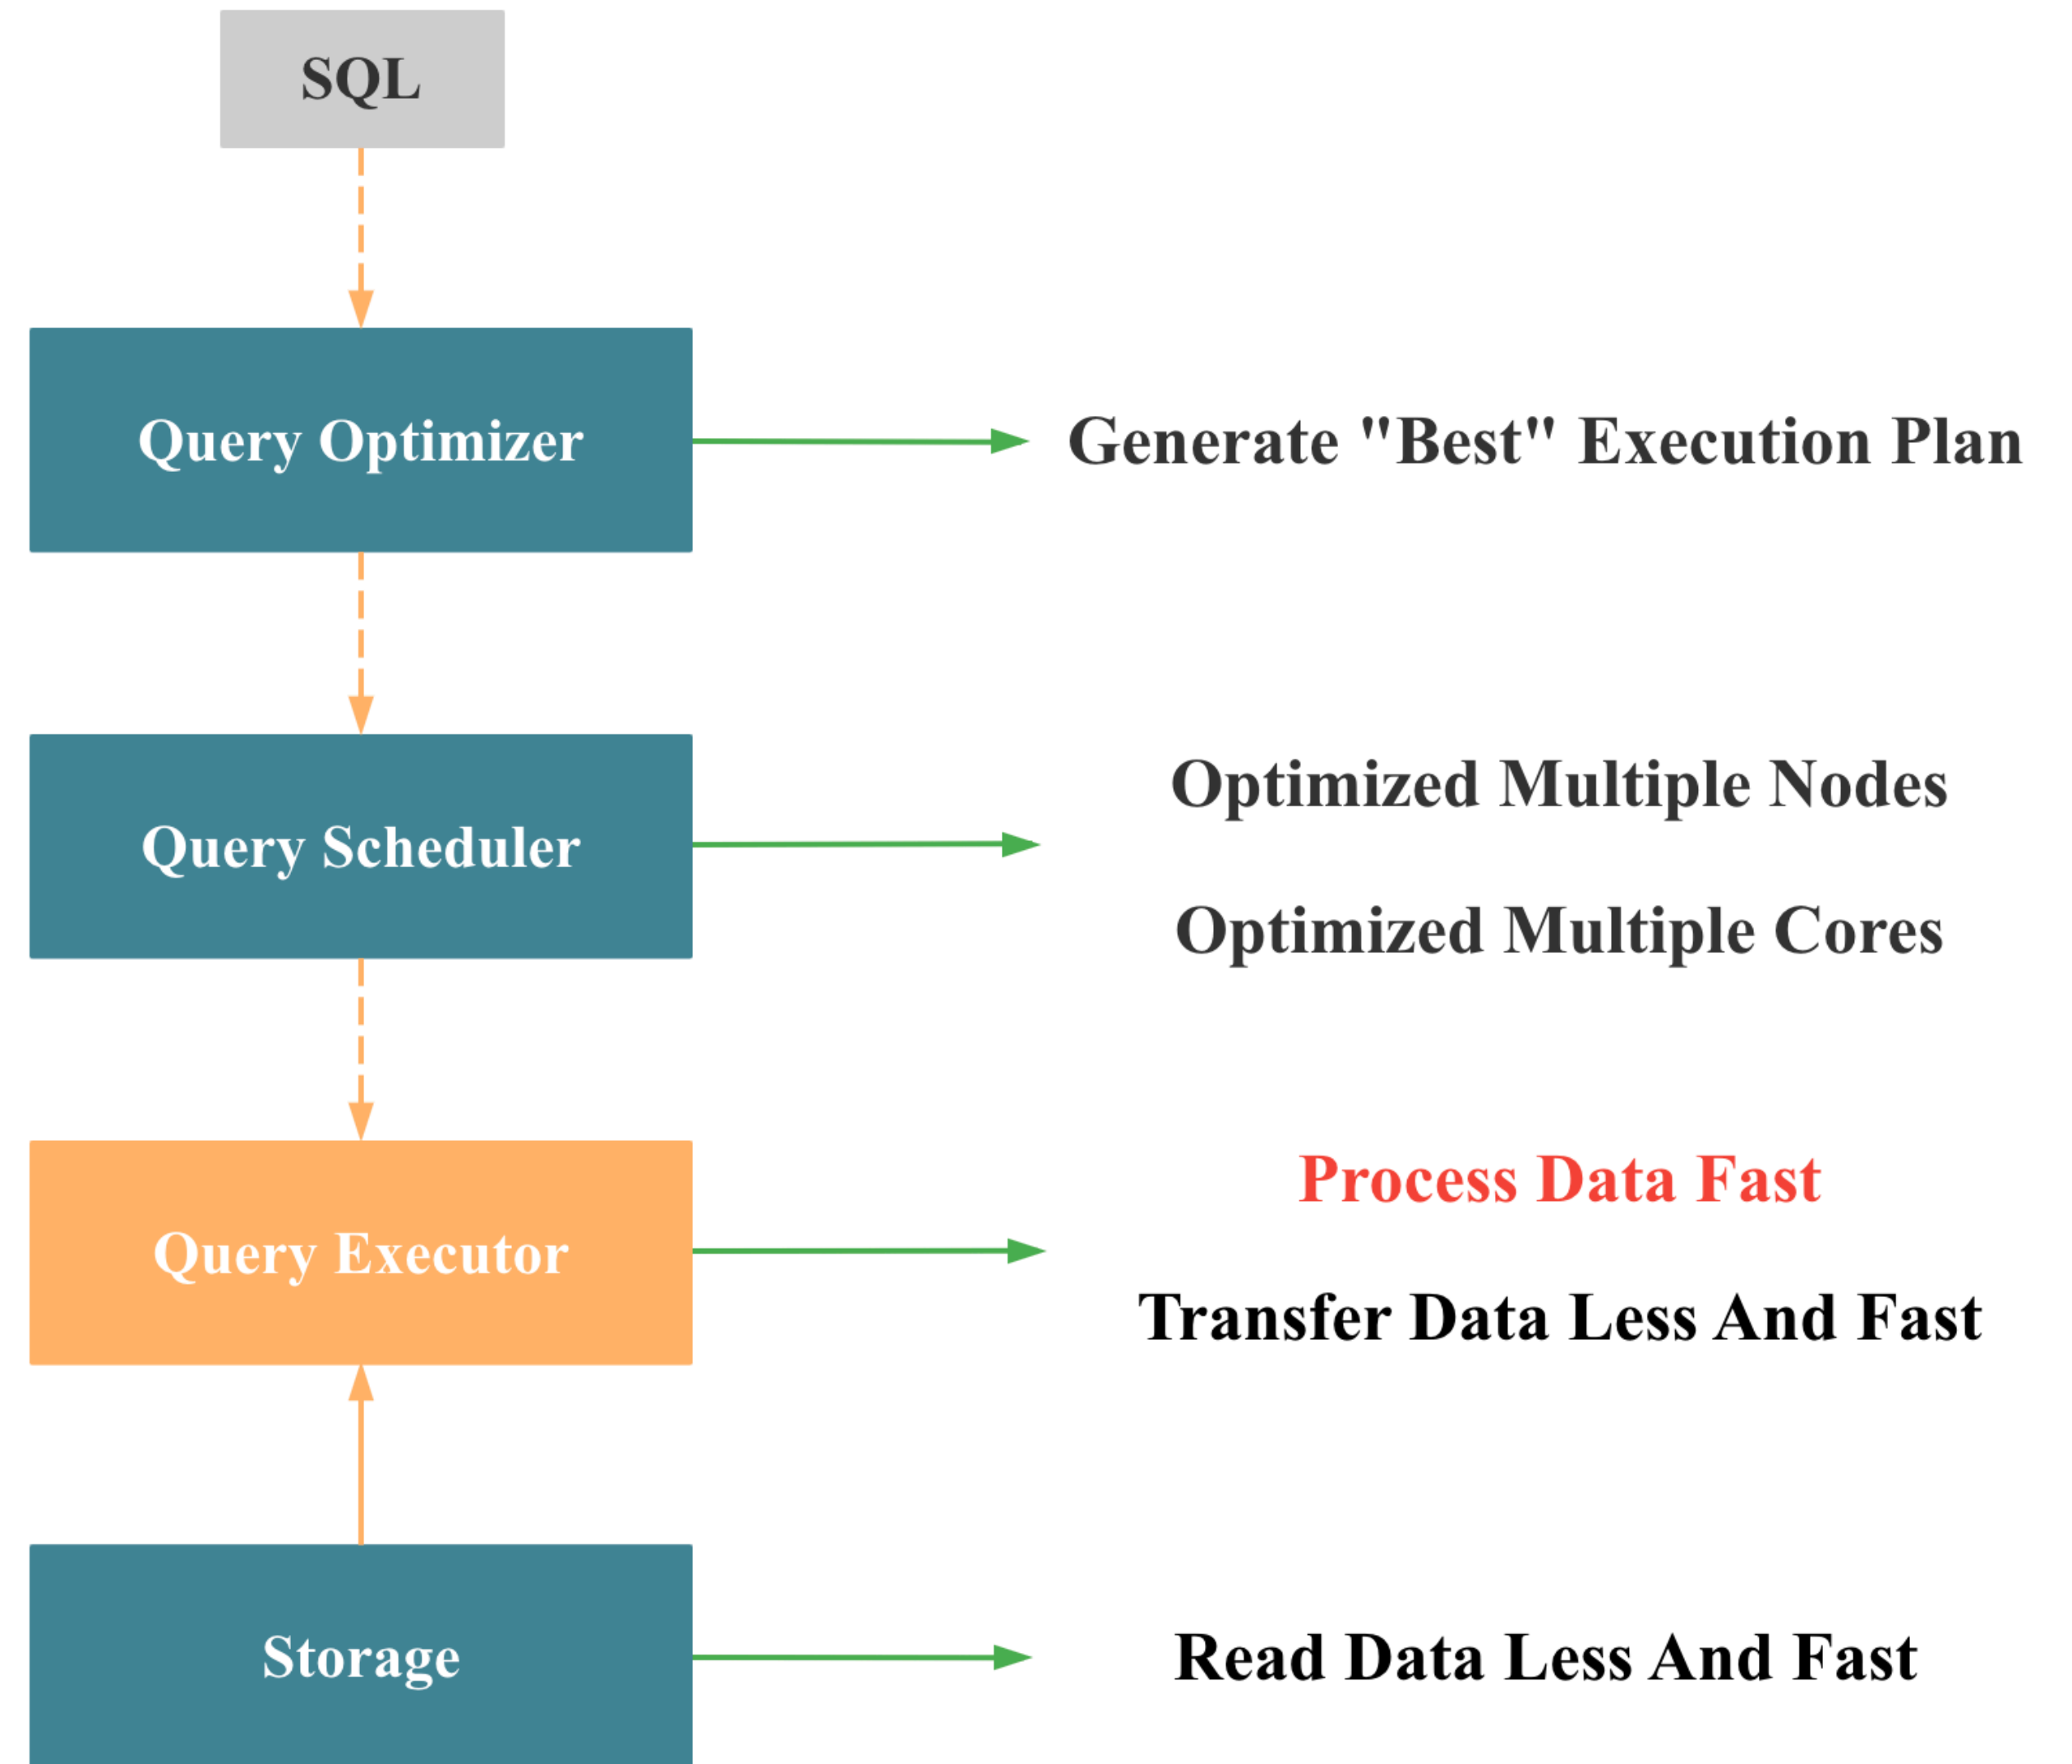 SQL
Query Optimizer
Generate "Best" Execution Plan
Query Scheduler
Optimized Multiple Nodes
Optimized Multiple Cores
Query Executor
Process Data Fast
Transfer Data Less And Fast
Storage
Read Data Less And Fast